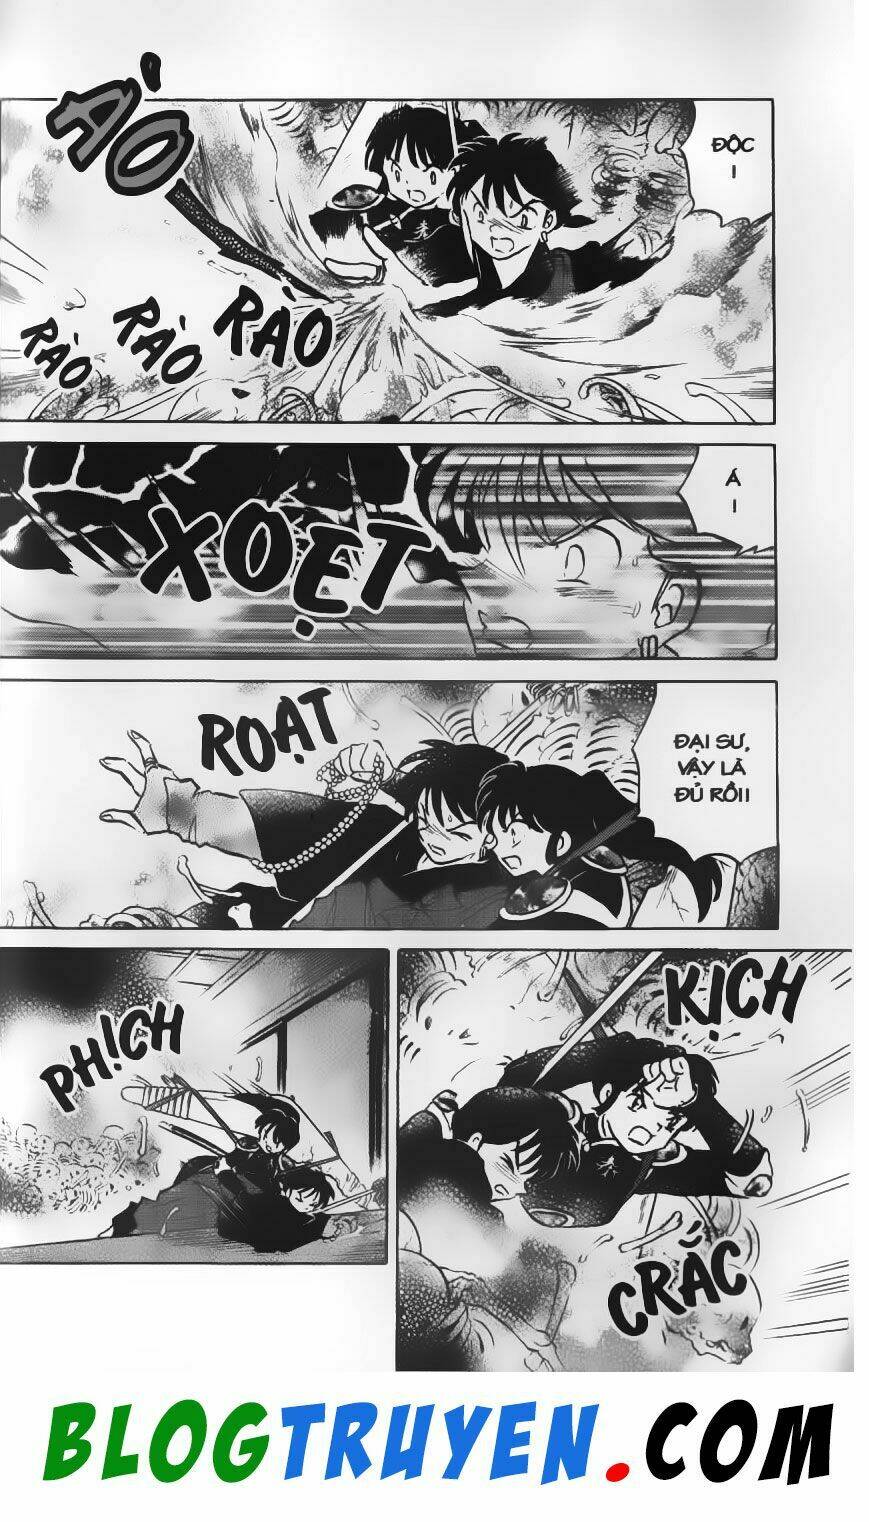 ĐỘC
!
ÀO
RÀO
RÀO
RÀO
Á
!
XOẸT
ĐẠI SƯ,
VẬY LÀ
ĐỦ RỒI!
ROẠT
KỊCH
CRẮC
PHỊCH
BLOGTRUYEN.COM